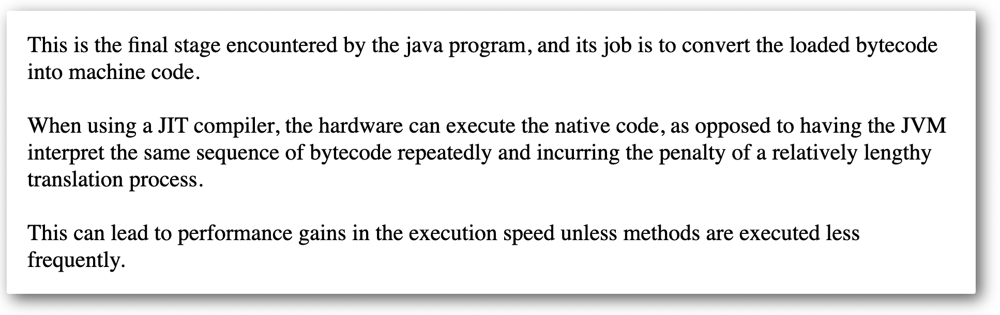 This is the final stage encountered by the java program, and its job is to convert the loaded bytecode
into machine code.
When using a JIT compiler, the hardware can execute the native code, as opposed to having the JVM
interpret the same sequence of bytecode repeatedly and incurring the penalty of a relatively lengthy
translation process.
This can lead to performance gains in the execution speed unless methods are executed less
frequently.